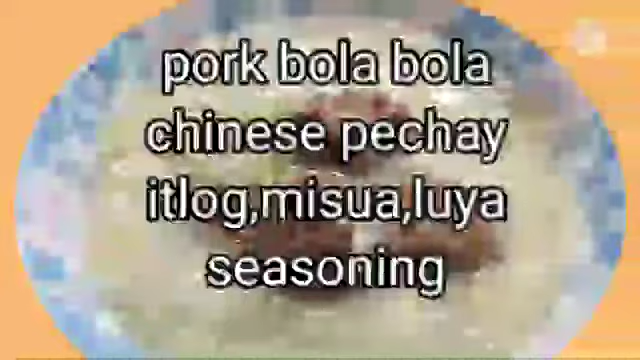 pork bola bola
chinese pechay
itlog,misua,luya
seasoning